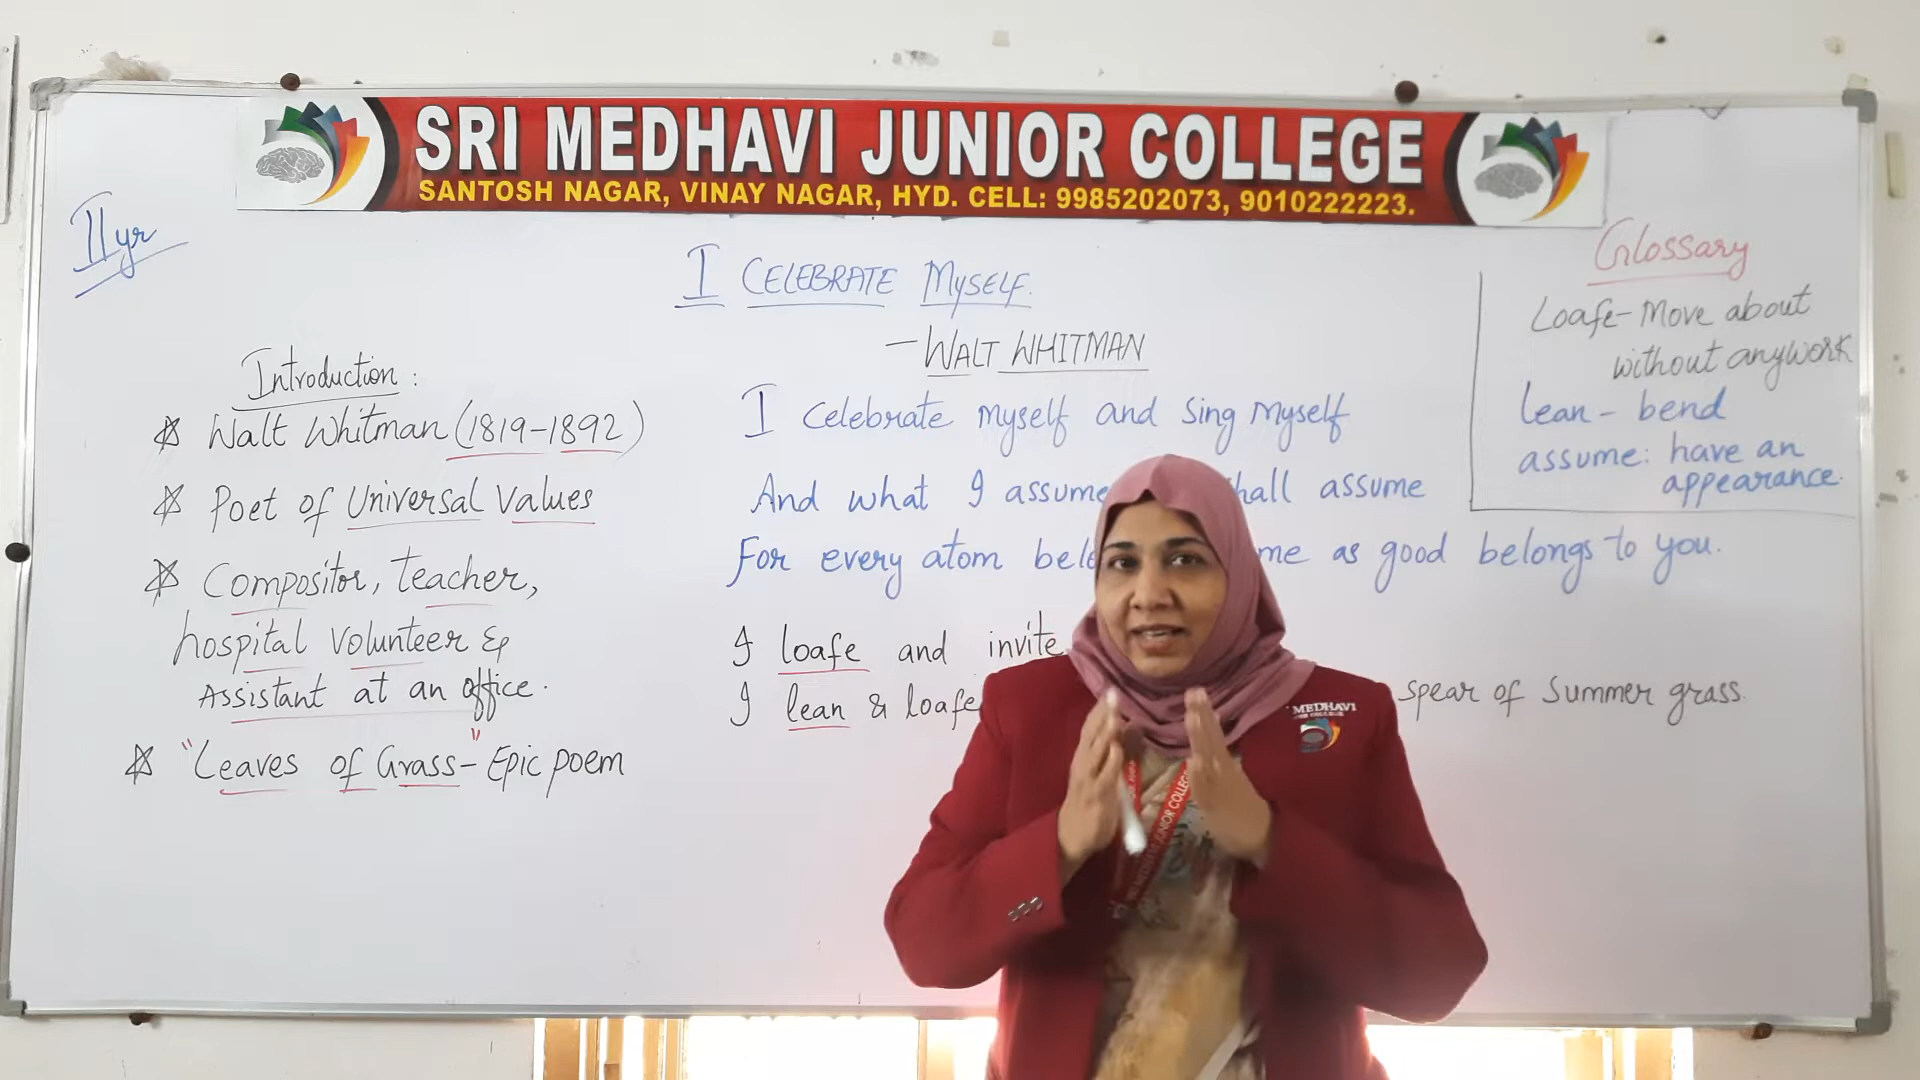 SRI MEDHAVI JUNIOR COLLEGE
SANTOSH NAGAR, VINAY NAGAR, HYD. CELL: 9985202073, 9010222223.
II yr
I CELEBRATE MYSELF.
- WALT WHITMAN
Introduction:
Walt Whitman (1819-1892)
Poet of Universal Values
Compositor, teacher,
hospital volunteer &
Assistant at an office.
"Leaves of Grass" - Epic poem
I celebrate myself and sing myself
And what I assume hall assume
For every atom bel me as good belongs to you.
I loafe and invite
I lean & loafe spear of summer grass.
Glossary
Loafe - Move about
without anywork
lean - bend
assume: have an
appearance.
MEDHAVI
JUNIOR COLLEGE